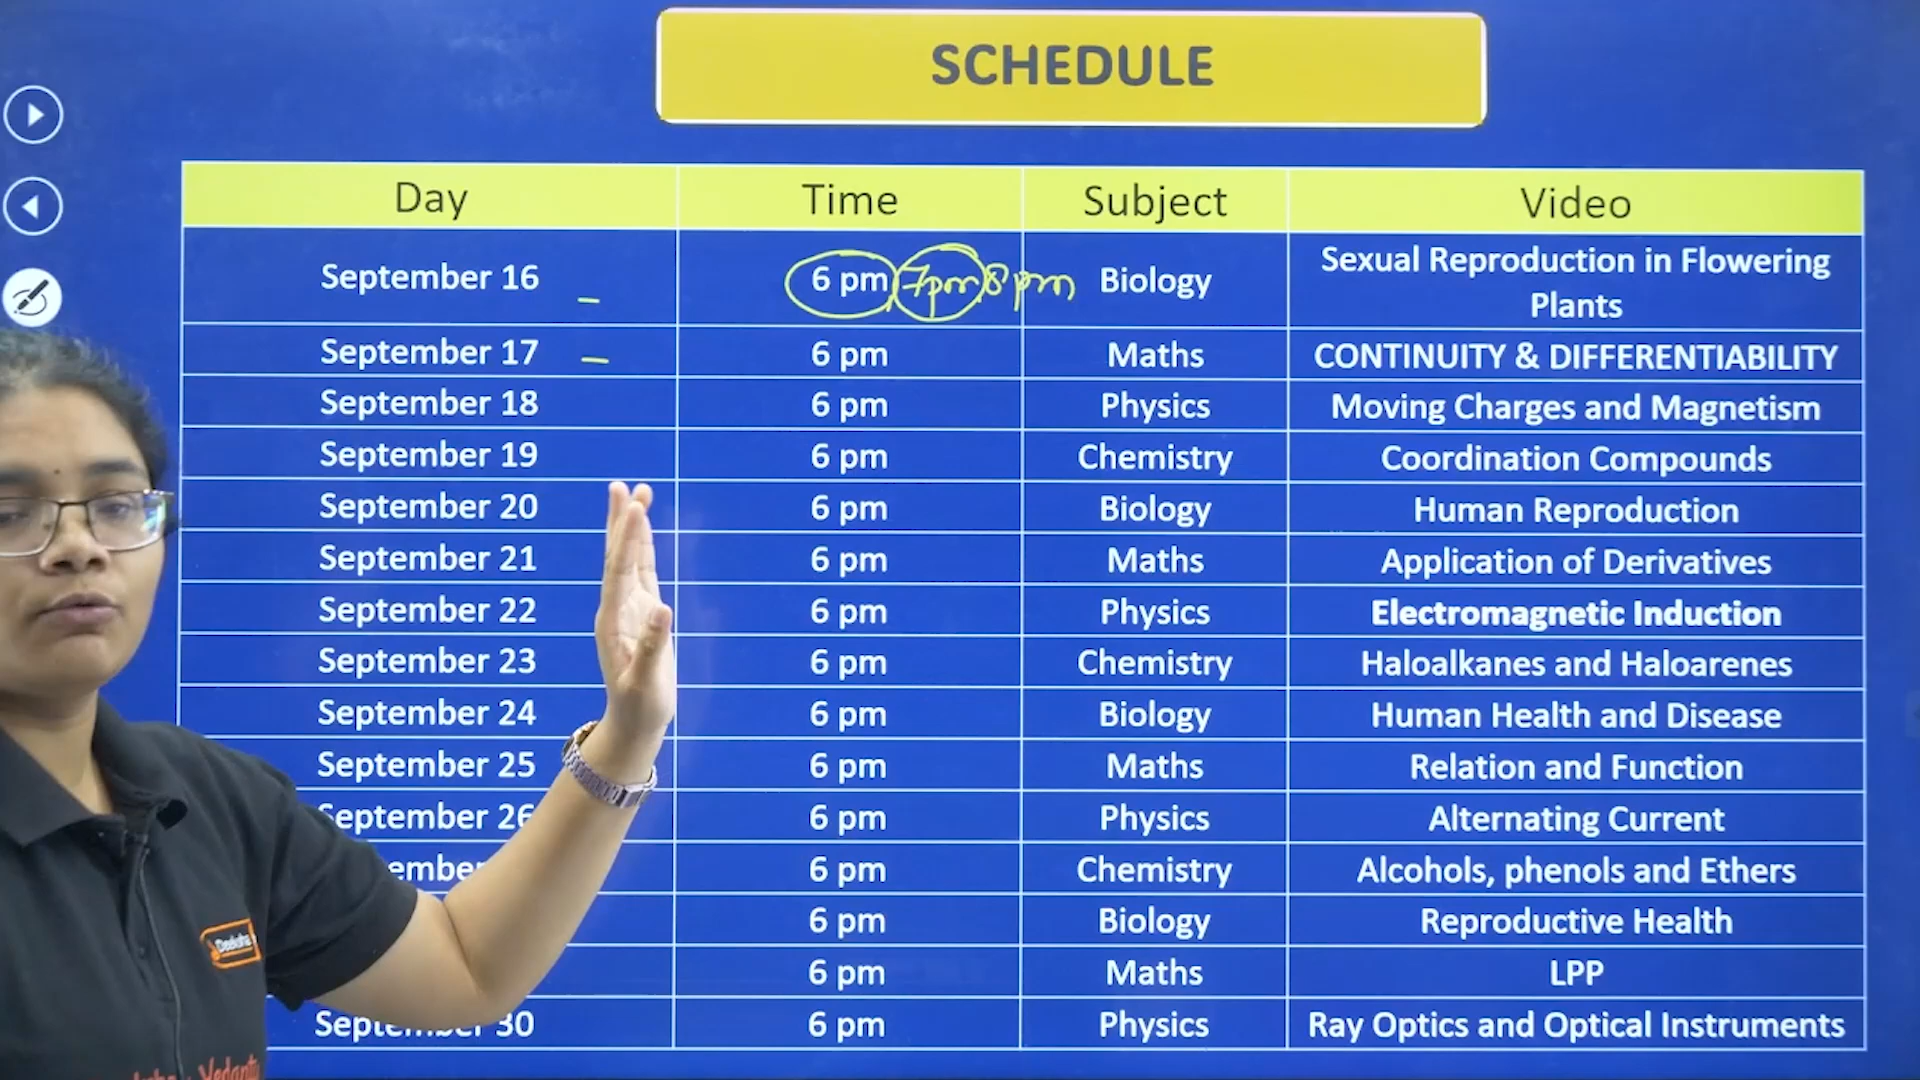 SCHEDULE
Day Time Subject Video
September 16 6 pm, 7pm, 8pm Biology Sexual Reproduction in Flowering
Plants
September 17 6 pm Maths CONTINUITY & DIFFERENTIABILITY
September 18 6 pm Physics Moving Charges and Magnetism
September 19 6 pm Chemistry Coordination Compounds
September 20 6 pm Biology Human Reproduction
September 21 6 pm Maths Application of Derivatives
September 22 6 pm Physics Electromagnetic Induction
September 23 6 pm Chemistry Haloalkanes and Haloarenes
September 24 6 pm Biology Human Health and Disease
September 25 6 pm Maths Relation and Function
September 26 6 pm Physics Alternating Current
6 pm Chemistry Alcohols, phenols and Ethers
6 pm Biology Reproductive Health
Deeksha
6 pm Maths LPP
September 30 6 pm Physics Ray Optics and Optical Instruments
Vedantu